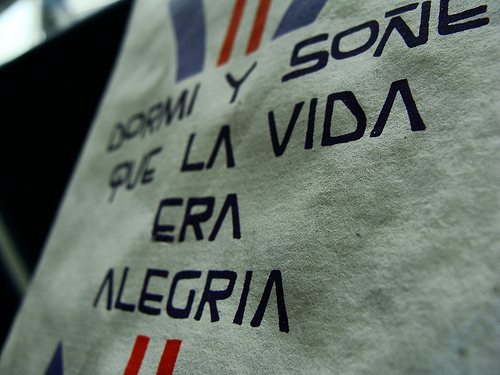 DORMI Y SOÑE
QUE LA VIDA
ERA
ALEGRIA